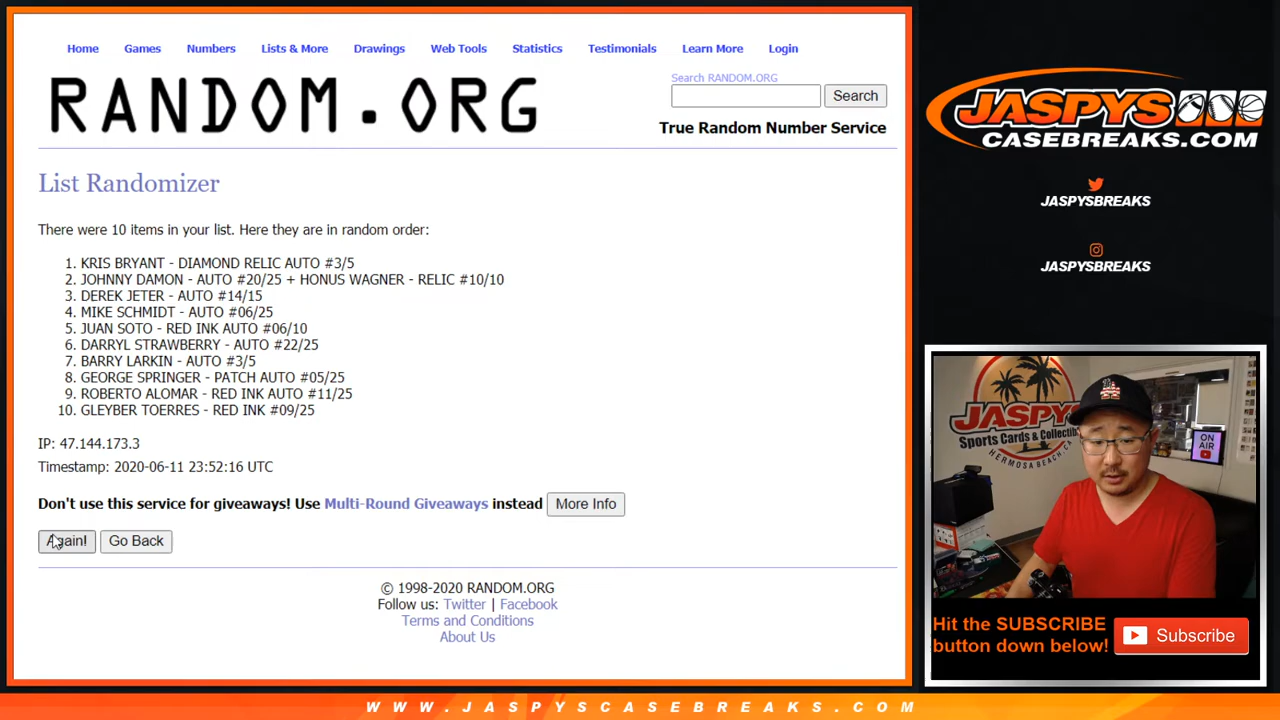 Home Games Numbers Lists & More Drawings Web Tools Statistics Testimonials Learn More Login
RANDOM.ORG
Search RANDOM.ORG
Search
True Random Number Service
List Randomizer
There were 10 items in your list. Here they are in random order:
1. KRIS BRYANT - DIAMOND RELIC AUTO #3/5
2. JOHNNY DAMON - AUTO #20/25 + HONUS WAGNER - RELIC #10/10
3. DEREK JETER - AUTO #14/15
4. MIKE SCHMIDT - AUTO #06/25
5. JUAN SOTO - RED INK AUTO #06/10
6. DARRYL STRAWBERRY - AUTO #22/25
7. BARRY LARKIN - AUTO #3/5
8. GEORGE SPRINGER - PATCH AUTO #05/25
9. ROBERTO ALOMAR - RED INK AUTO #11/25
10. GLEYBER TOERRES - RED INK #09/25
IP: 47.144.173.3
Timestamp: 2020-06-11 23:52:16 UTC
Don't use this service for giveaways! Use Multi-Round Giveaways instead More Info
Again! Go Back
© 1998-2020 RANDOM.ORG
Follow us: Twitter | Facebook
Terms and Conditions
About Us
JASPYS
CASEBREAKS.COM
JASPYSBREAKS
JASPYSBREAKS
JASPYS
Sports Cards & Collectibles
HERMOSA BEACH, CA
ON
AIR
Hit the SUBSCRIBE
button down below!
Subscribe
WWW.JASPYSCASEBREAKS.COM